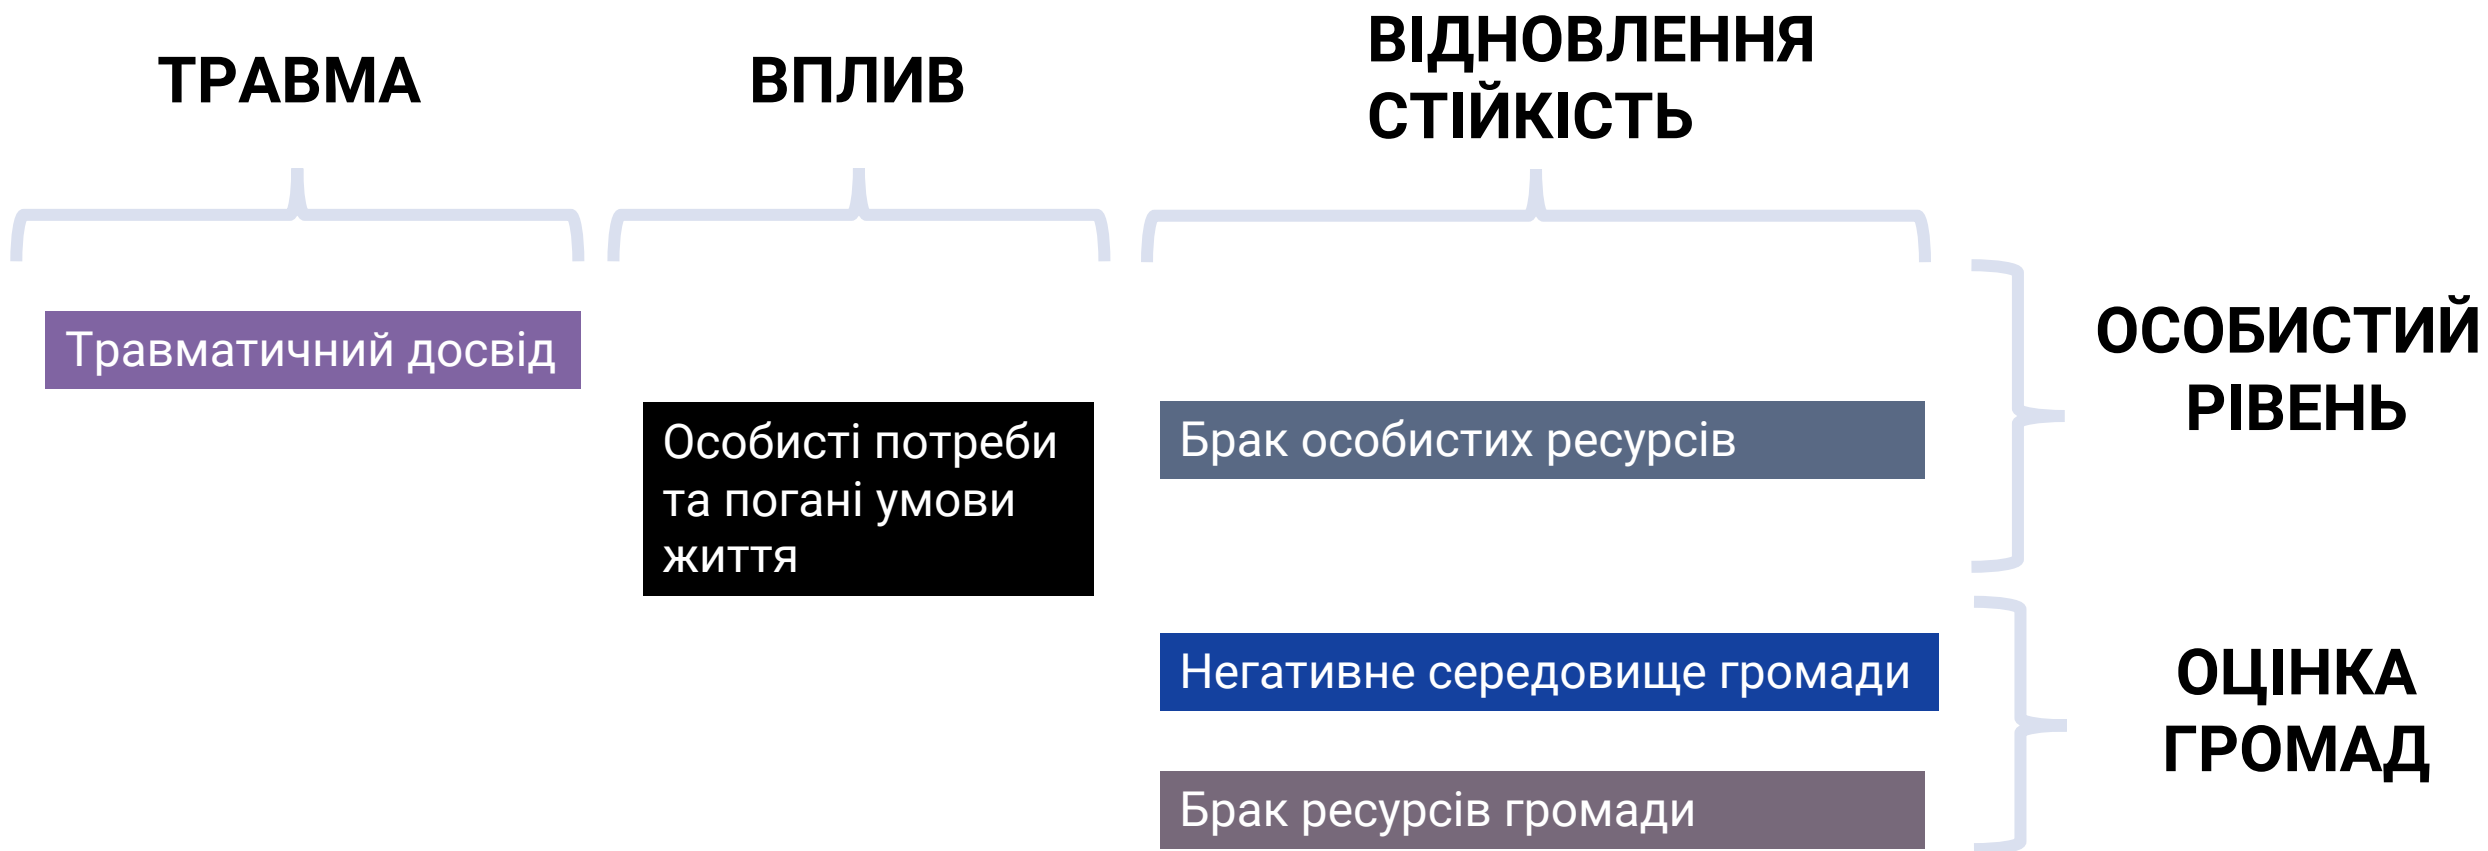 ТРАВМА
ВПЛИВ
ВІДНОВЛЕННЯ
СТІЙКІСТЬ
Травматичний досвід
Особисті потреби
та погані умови
життя
Брак особистих ресурсів
Негативне середовище громади
Брак ресурсів громади
ОСОБИСТИЙ
РІВЕНЬ
ОЦІНКА
ГРОМАД